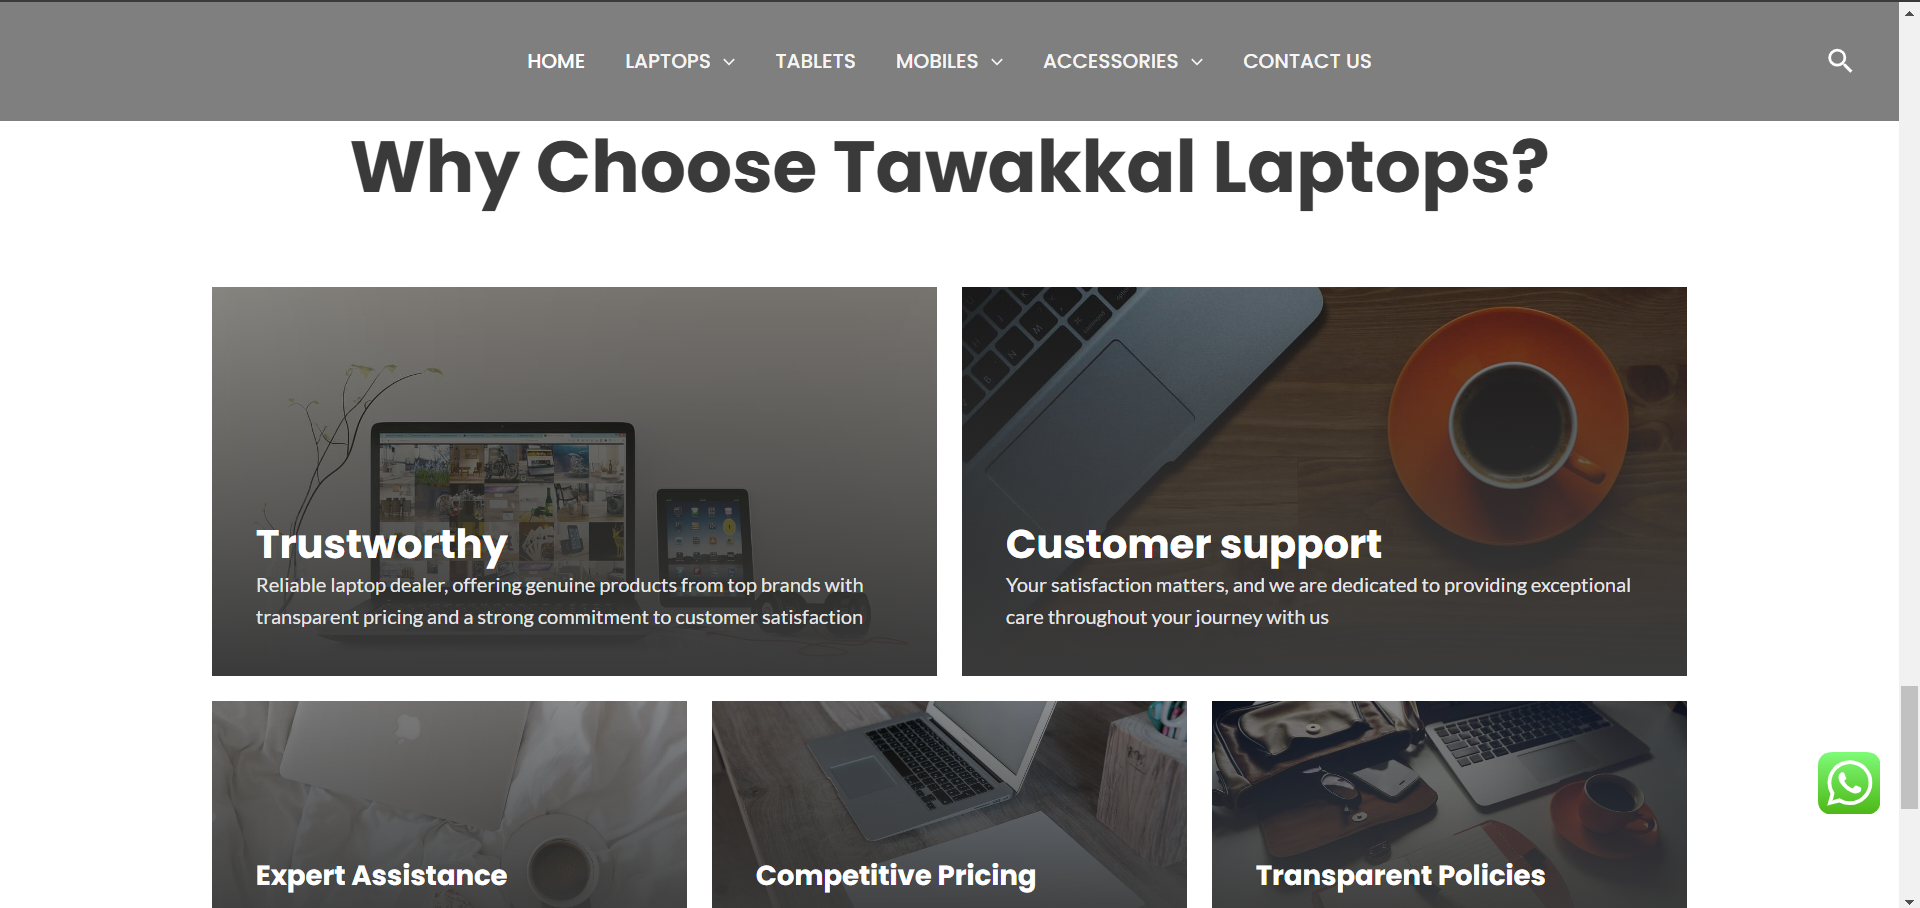 HOME LAPTOPS TABLETS MOBILES ACCESSORIES CONTACT US
Why Choose Tawakkal Laptops?
Trustworthy
Reliable laptop dealer, offering genuine products from top brands with
transparent pricing and a strong commitment to customer satisfaction
Customer support
Your satisfaction matters, and we are dedicated to providing exceptional
care throughout your journey with us
Expert Assistance
Competitive Pricing
Transparent Policies